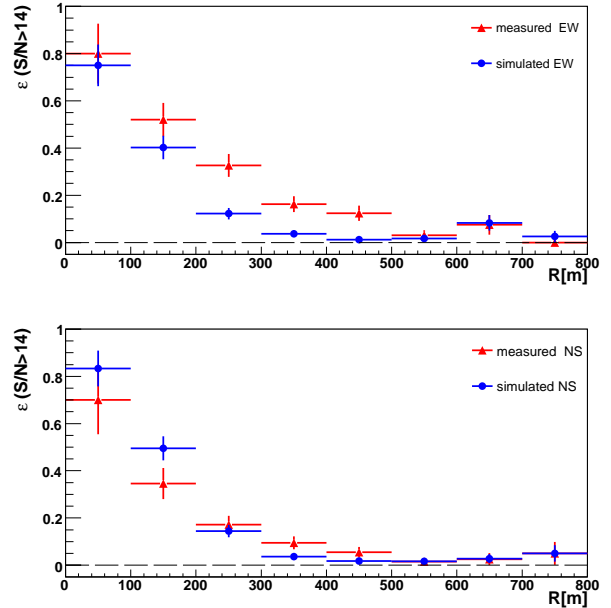 ε (S/N>14)
1
0.8
0.6
0.4
0.2
0
measured EW
simulated EW
0 100 200 300 400 500 600 700 800
R[m]
ε (S/N>14)
1
0.8
0.6
0.4
0.2
0
measured NS
simulated NS
0 100 200 300 400 500 600 700 800
R[m]